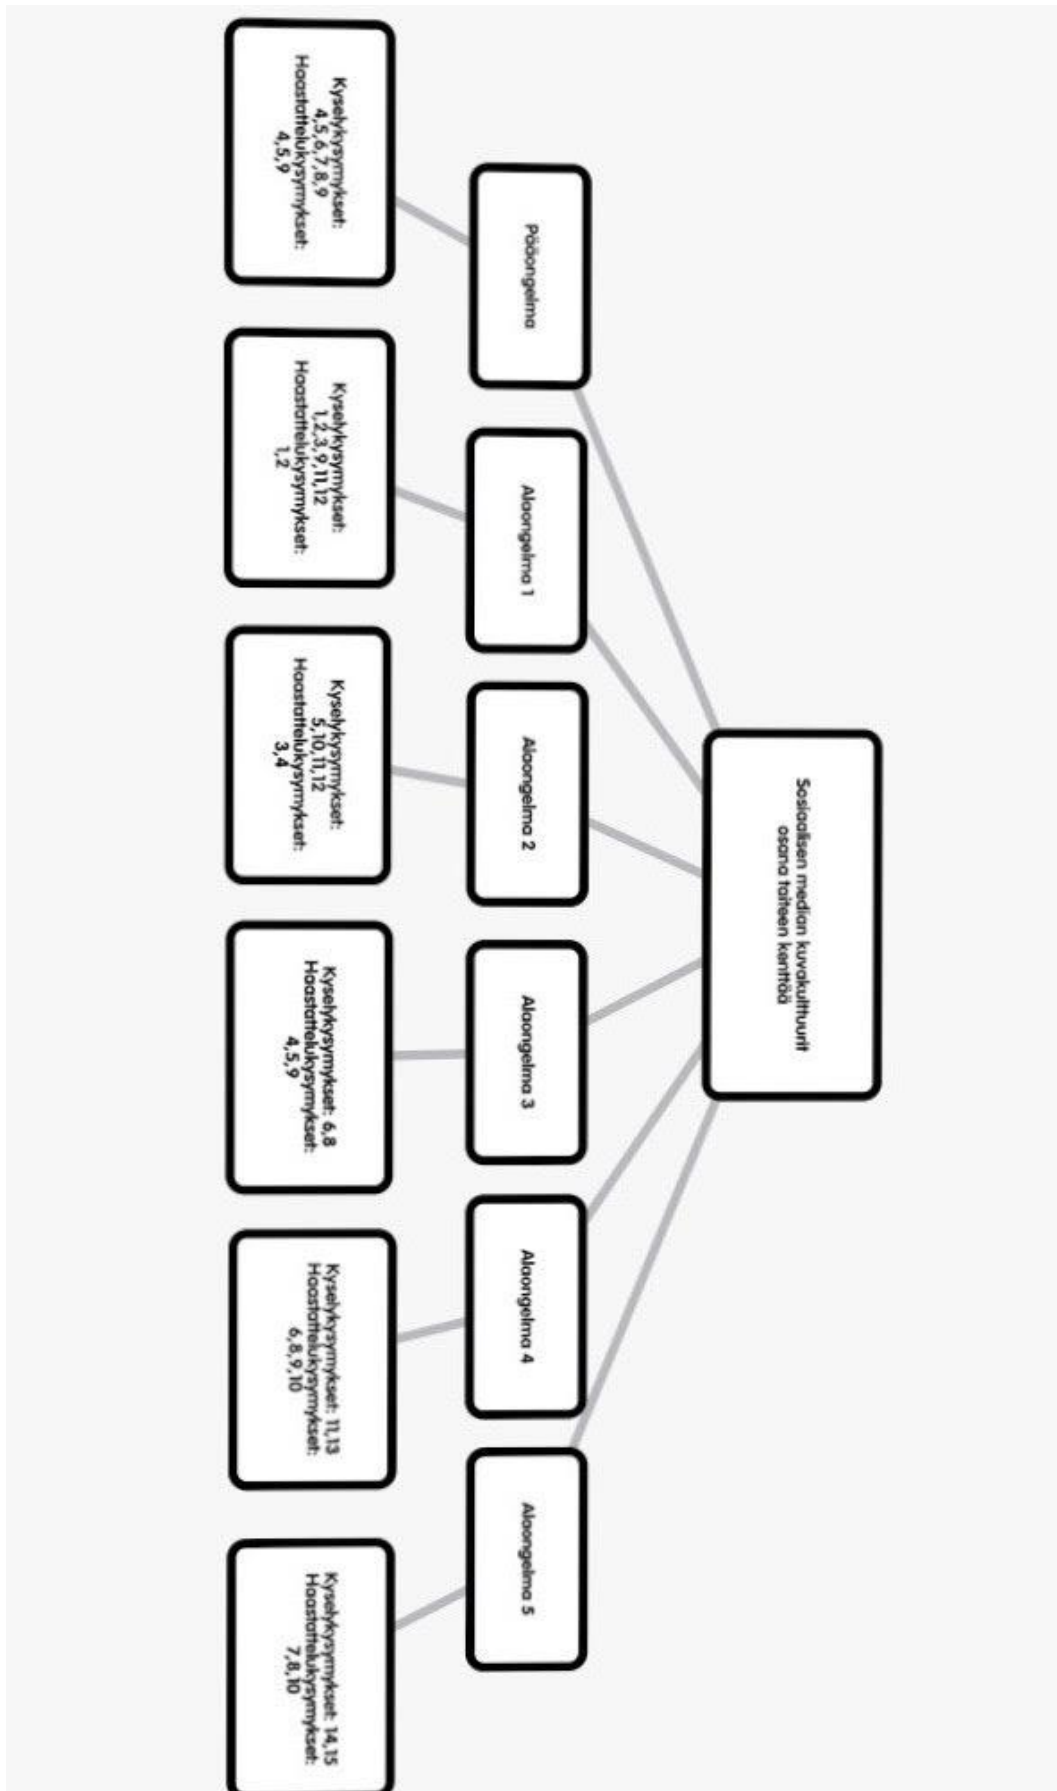 Sosiaalisen median kuvakulttuurit
osana taiteen kenttää
Pääongelma
Alaongelma 1
Alaongelma 2
Alaongelma 3
Alaongelma 4
Alaongelma 5
Kyselykysymykset:
4,5,6,7,8,9
Haastattelukysymykset:
4,5,9
Kyselykysymykset:
1,2,3,9,11,12
Haastattelukysymykset:
1,2
Kyselykysymykset:
5,10,11,12
Haastattelukysymykset:
3,4
Kyselykysymykset: 6,8
Haastattelukysymykset:
4,5,9
Kyselykysymykset: 11,13
Haastattelukysymykset:
6,8,9,10
Kyselykysymykset: 14,15
Haastattelukysymykset:
7,8,10